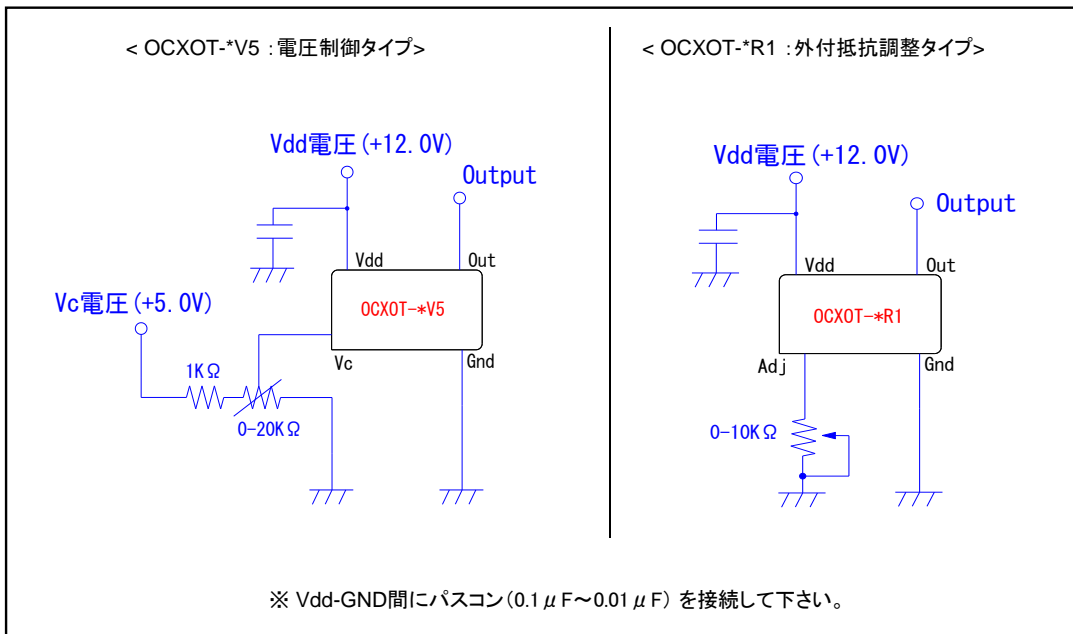 < OCXOT-*V5 :電圧制御タイプ>
Vdd電圧(+12.0V)
Output
Vdd
Out
Vc電圧(+5.0V)
OCXOT-*V5
Vc
Gnd
1KΩ
0-20KΩ
< OCXOT-*R1 :外付抵抗調整タイプ>
Vdd電圧(+12.0V)
Output
Vdd
Out
OCXOT-*R1
Adj
Gnd
0-10KΩ
※ Vdd-GND間にパスコン(0.1μF～0.01μF) を接続して下さい。